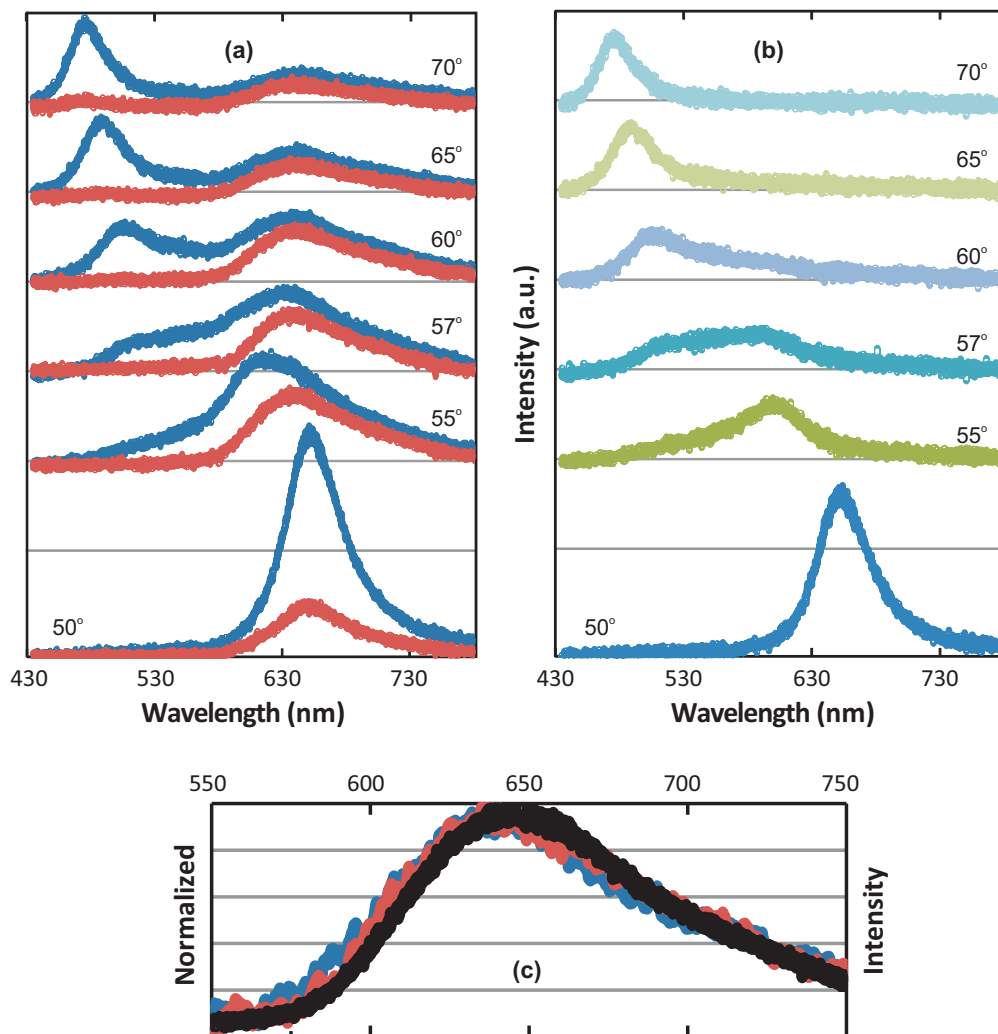 (a)
70°
65°
60°
57°
55°
50°
430 530 630 730
Wavelength (nm)
(b)
70°
65°
60°
57°
55°
50°
Intensity (a.u.)
430 530 630 730
Wavelength (nm)
550 600 650 700 750
Normalized
Intensity
(c)